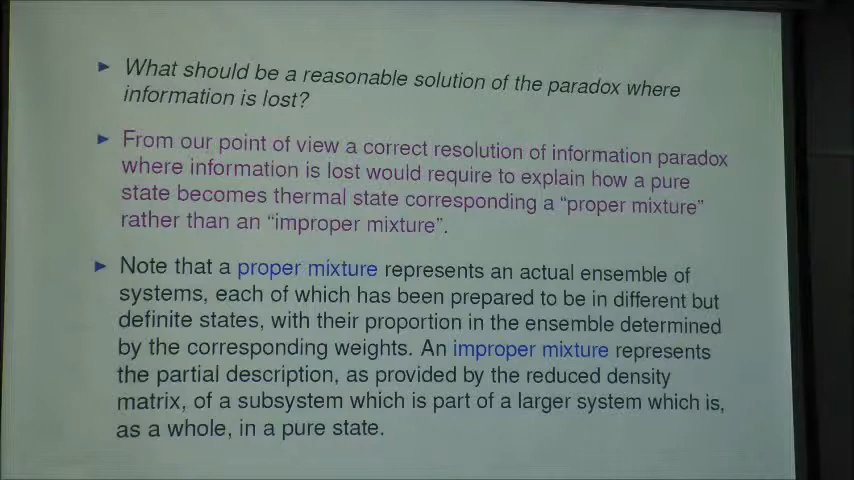 What should be a reasonable solution of the paradox where
information is lost?
From our point of view a correct resolution of information paradox
where information is lost would require to explain how a pure
state becomes thermal state corresponding a “proper mixture”
rather than an “improper mixture”.
Note that a proper mixture represents an actual ensemble of
systems, each of which has been prepared to be in different but
definite states, with their proportion in the ensemble determined
by the corresponding weights. An improper mixture represents
the partial description, as provided by the reduced density
matrix, of a subsystem which is part of a larger system which is,
as a whole, in a pure state.